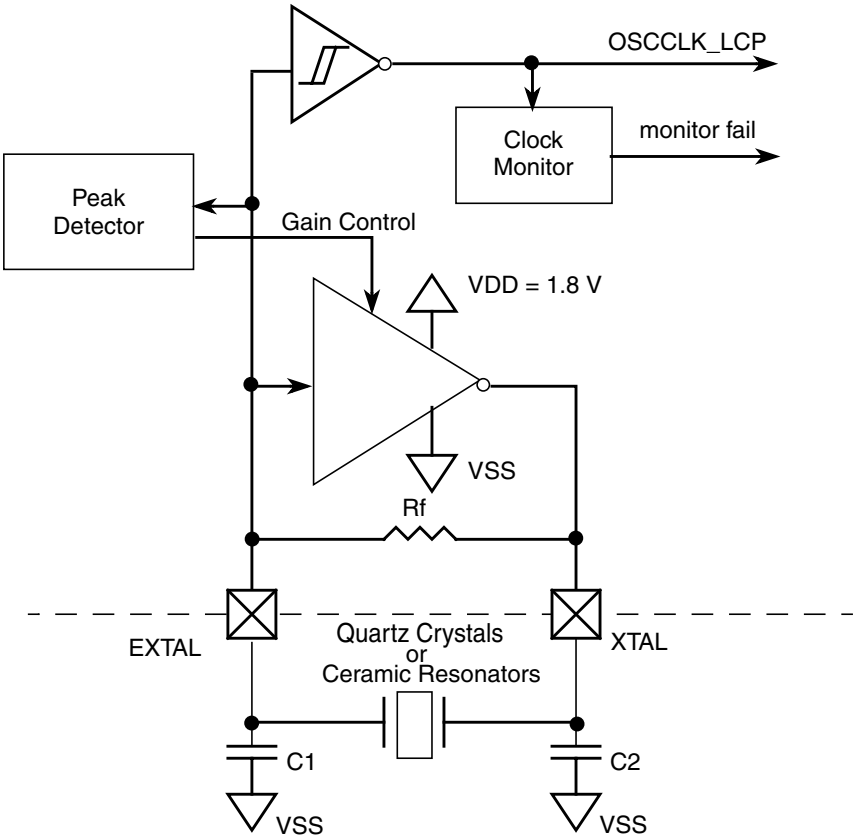 OSCCLK_LCP
Clock
Monitor
monitor fail
Peak
Detector
Gain Control
VDD = 1.8 V
VSS
Rf
EXTAL
Quartz Crystals
or
Ceramic Resonators
XTAL
C1
C2
VSS
VSS